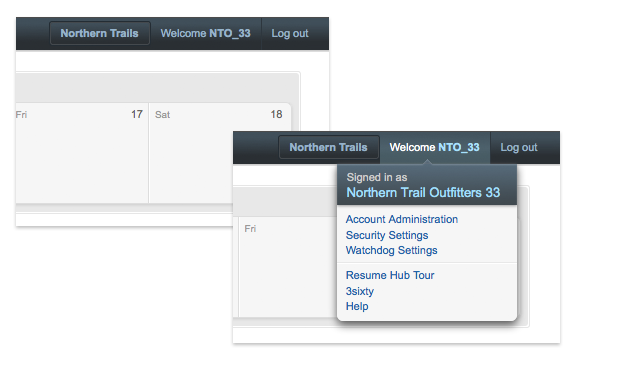 Northern Trails Welcome NTO_33 Log out
Fri 17 Sat 18
Northern Trails Welcome NTO_33 Log out
Signed in as
Northern Trail Outfitters 33
Fri
Account Administration
Security Settings
Watchdog Settings
Resume Hub Tour
3sixty
Help